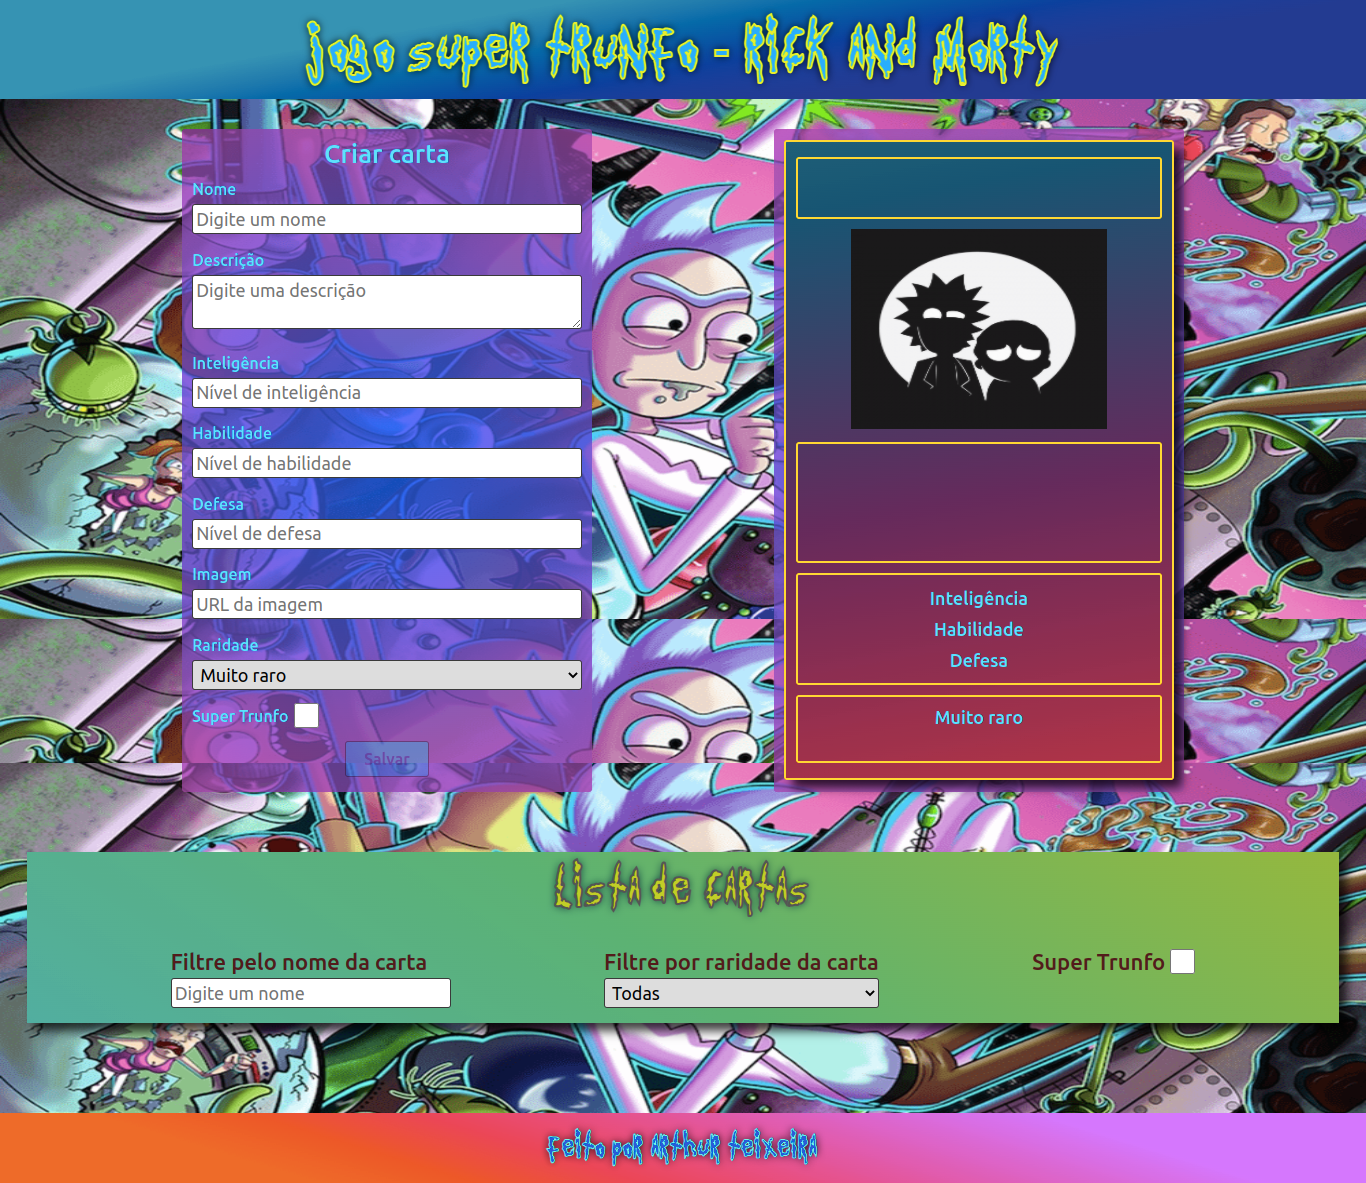 Jogo Super Trunfo - Rick and Morty
Criar carta
Nome
Digite um nome
Descrição
Digite uma descrição
Inteligência
Nível de inteligência
Habilidade
Nível de habilidade
Defesa
Nível de defesa
Imagem
URL da imagem
Raridade
Muito raro
Super Trunfo
Salvar
Inteligência
Habilidade
Defesa
Muito raro
Lista de cartas
Filtre pelo nome da carta
Digite um nome
Filtre por raridade da carta
Todas
Super Trunfo
Feito por Arthur Teixeira